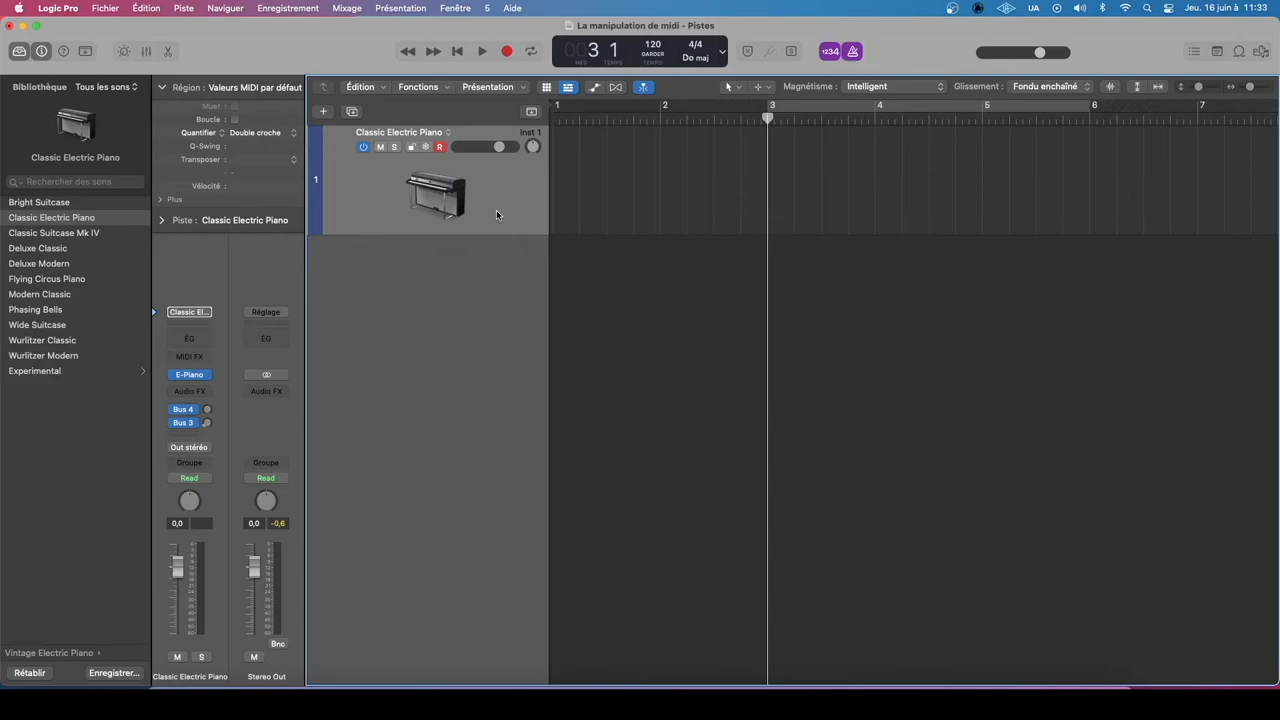 Logic Pro Fichier Édition Piste Naviguer Enregistrement Mixage Présentation Fenêtre 5 Aide UA Jeu. 16 juin à 11:33
La manipulation de midi - Pistes
3 1 120 4/4
GARDER Do maj
MES TEMPS TEMPO
1234
Bibliothèque Tous les sons
Classic Electric Piano
Rechercher des sons
Bright Suitcase
Classic Electric Piano
Classic Suitcase Mk IV
Deluxe Classic
Deluxe Modern
Flying Circus Piano
Modern Classic
Phasing Bells
Wide Suitcase
Wurlitzer Classic
Wurlitzer Modern
Experimental
Vintage Electric Piano
Rétablir Enregistrer...
Région : Valeurs MIDI par défaut
Muet :
Boucle :
Quantifier Double croche
Q-Swing :
Transposer :
Vélocité :
Plus
Piste : Classic Electric Piano
Classic El... Réglage
ÉG ÉG
MIDI FX
E-Piano
Audio FX Audio FX
Bus 4
Bus 3
Out stéréo
Groupe Groupe
Read Read
0,0 0,0 -0,6
Bnc
M S M
Classic Electric Piano Stereo Out
Édition Fonctions Présentation Magnétisme : Intelligent Glissement : Fondu enchaîné
1 2 3 4 5 6 7
Classic Electric Piano Inst 1
M S R
1